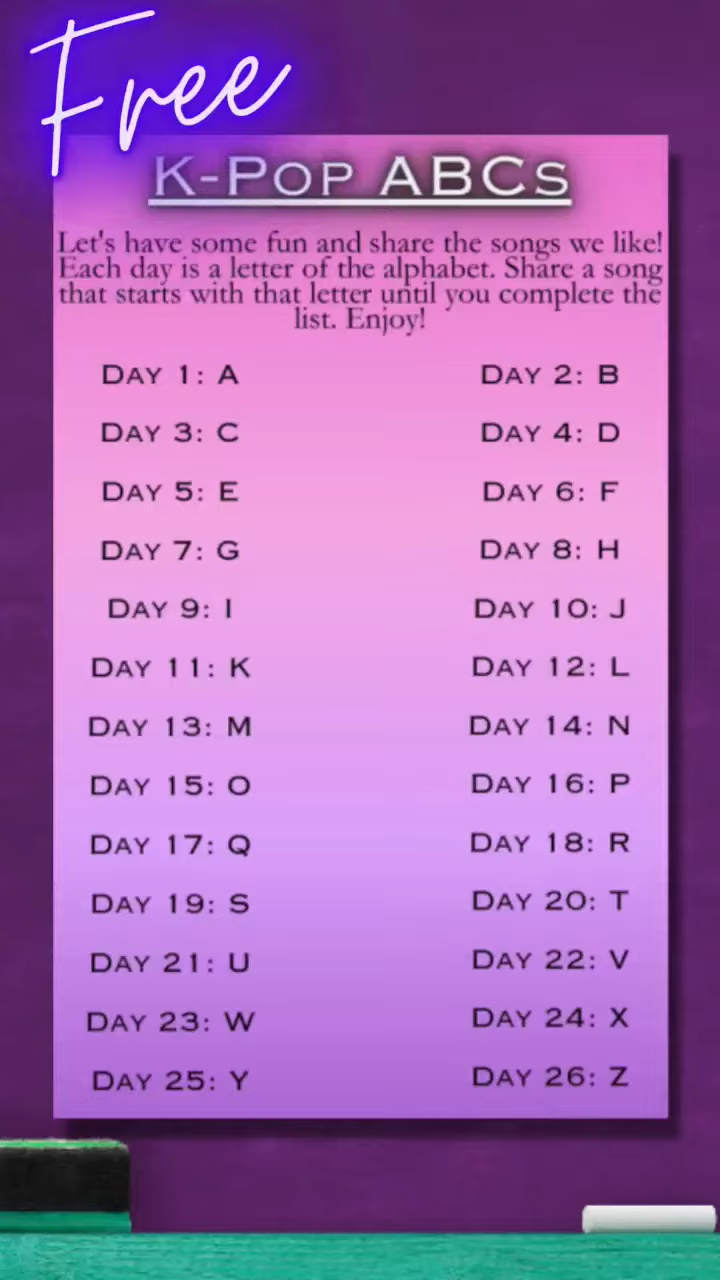 Free
K-Pop ABCs
Let's have some fun and share the songs we like!
Each day is a letter of the alphabet. Share a song
that starts with that letter until you complete the
list. Enjoy!
Day 1: A
Day 2: B
Day 3: C
Day 4: D
Day 5: E
Day 6: F
Day 7: G
Day 8: H
Day 9: I
Day 10: J
Day 11: K
Day 12: L
Day 13: M
Day 14: N
Day 15: O
Day 16: P
Day 17: Q
Day 18: R
Day 19: S
Day 20: T
Day 21: U
Day 22: V
Day 23: W
Day 24: X
Day 25: Y
Day 26: Z